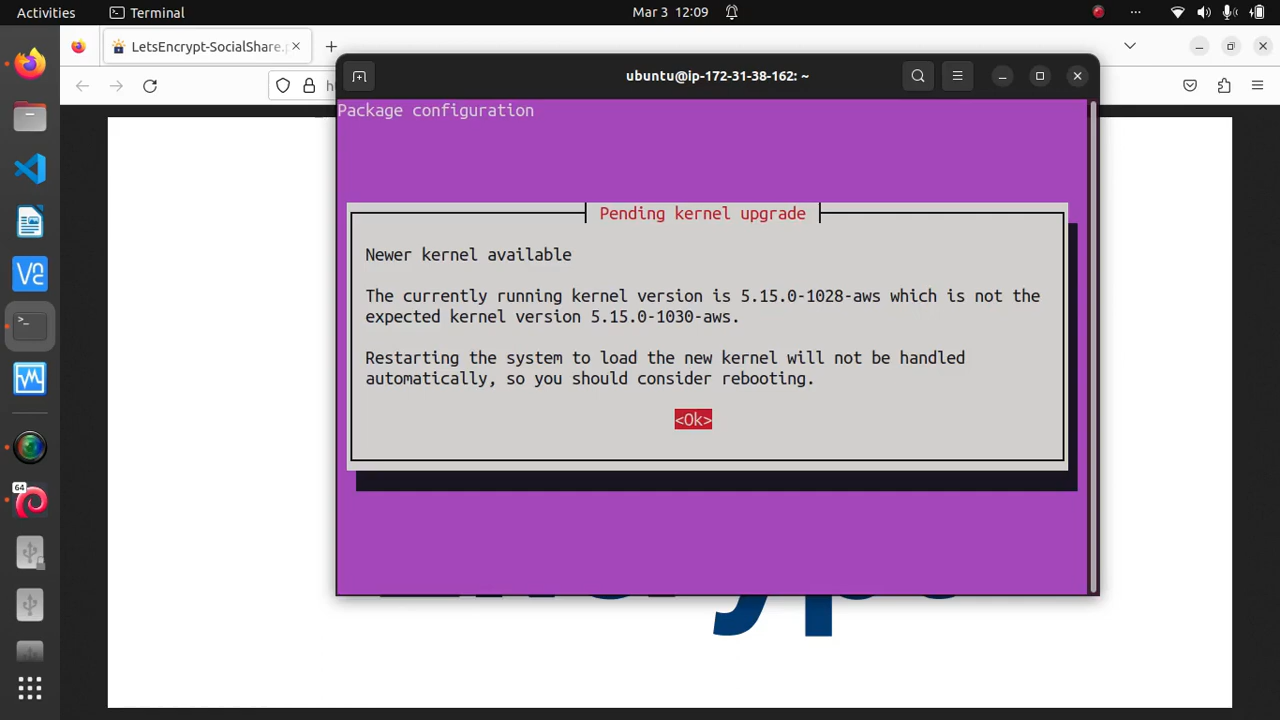 Activities
Terminal
Mar 3 12:09
LetsEncrypt-SocialShare.p
ubuntu@ip-172-31-38-162: ~
Package configuration
Pending kernel upgrade
Newer kernel available
The currently running kernel version is 5.15.0-1028-aws which is not the
expected kernel version 5.15.0-1030-aws.
Restarting the system to load the new kernel will not be handled
automatically, so you should consider rebooting.
<Ok>
64